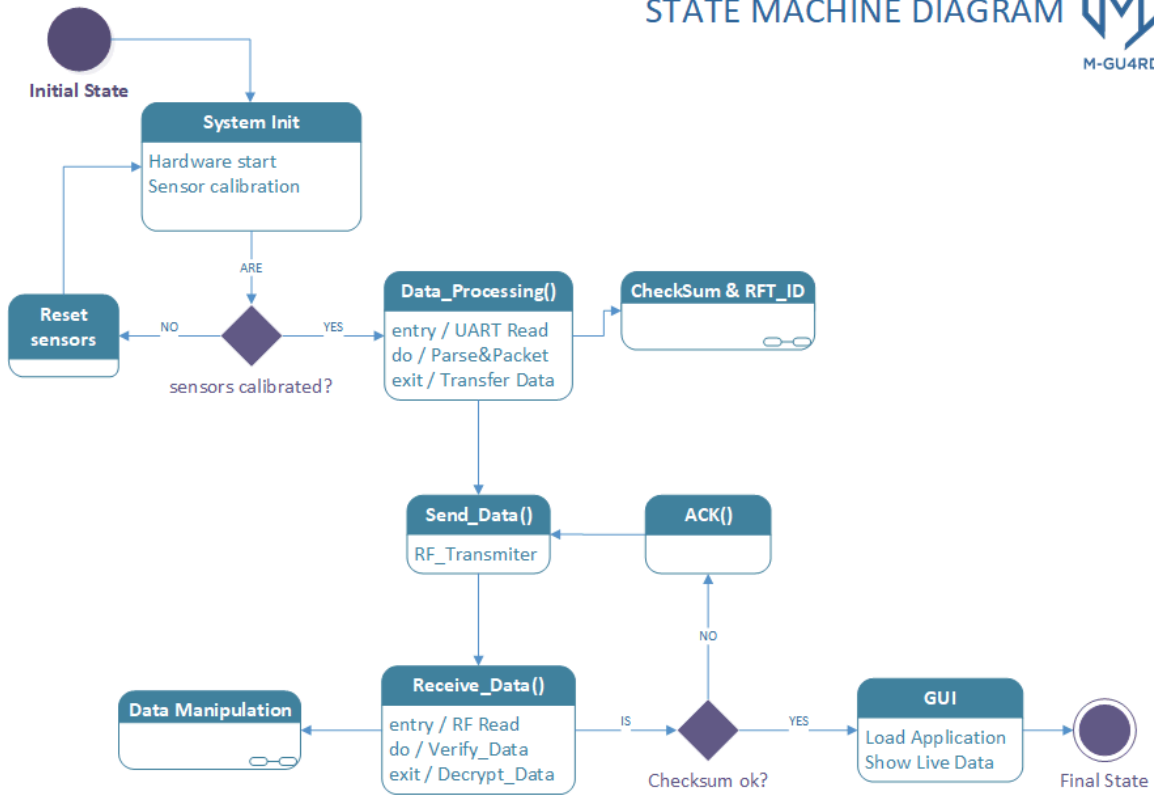 STATE MACHINE DIAGRAM
M-GU4RD
Initial State
System Init
Hardware start
Sensor calibration
ARE
Reset
sensors
NO
YES
sensors calibrated?
Data_Processing()
entry / UART Read
do / Parse&Packet
exit / Transfer Data
CheckSum & RFT_ID
Send_Data()
RF_Transmiter
ACK()
NO
Data Manipulation
Receive_Data()
entry / RF Read
do / Verify_Data
exit / Decrypt_Data
IS
Checksum ok?
YES
GUI
Load Application
Show Live Data
Final State